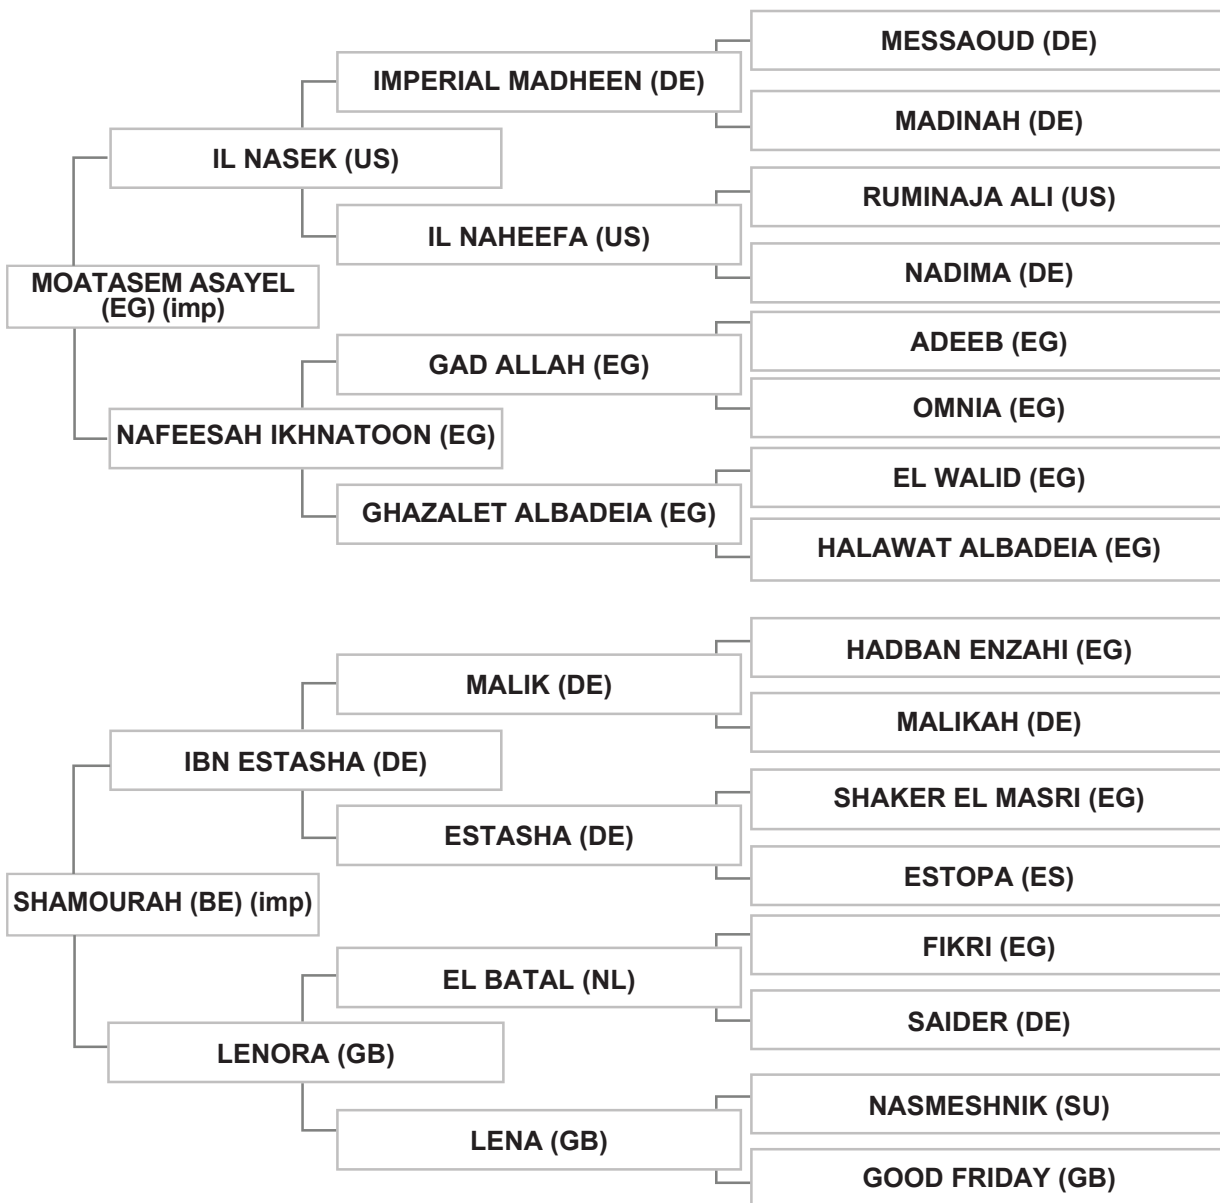 MESSAOUD (DE)
IMPERIAL MADHEEN (DE)
MADINAH (DE)
IL NASEK (US)
RUMINAJA ALI (US)
IL NAHEEFA (US)
NADIMA (DE)
MOATASEM ASAYEL
(EG) (imp)
ADEEB (EG)
GAD ALLAH (EG)
OMNIA (EG)
NAFEESAH IKHNATOON (EG)
EL WALID (EG)
GHAZALET ALBADEIA (EG)
HALAWAT ALBADEIA (EG)
HADBAN ENZAHI (EG)
MALIK (DE)
MALIKAH (DE)
IBN ESTASHA (DE)
SHAKER EL MASRI (EG)
ESTASHA (DE)
ESTOPA (ES)
SHAMOURAH (BE) (imp)
FIKRI (EG)
EL BATAL (NL)
SAIDER (DE)
LENORA (GB)
NASMESHNIK (SU)
LENA (GB)
GOOD FRIDAY (GB)